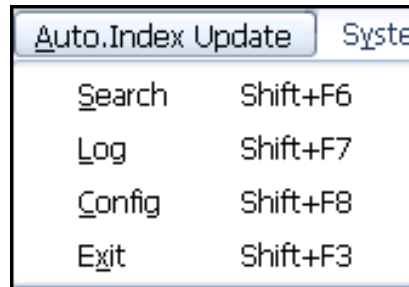 Auto.Index Update Syste
Search Shift+F6
Log Shift+F7
Config Shift+F8
Exit Shift+F3